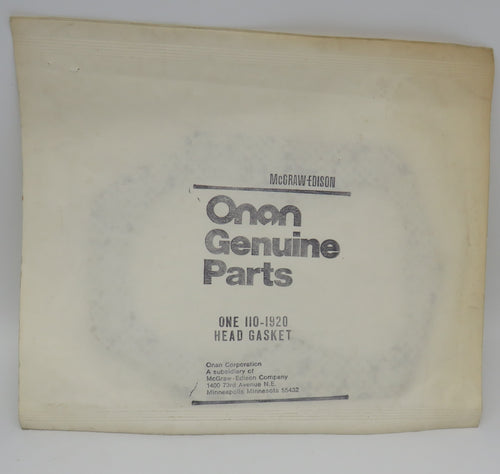 McGRAW-EDISON
Onan
Genuine
Parts
ONE 110-1920
HEAD GASKET
Onan Corporation
A subsidiary of
McGraw-Edison Company
1400 73rd Avenue N.E.
Minneapolis Minnesota 55432